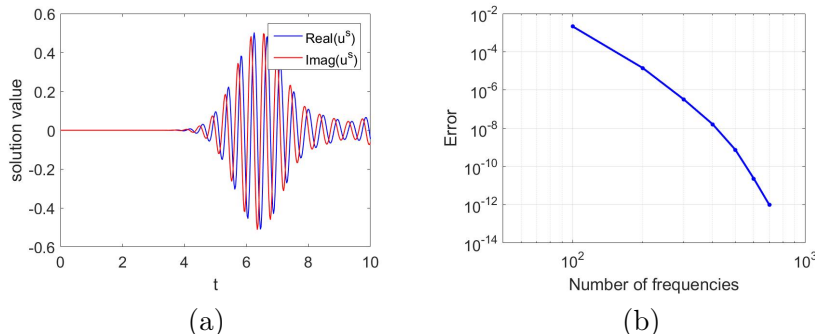 0.6
0.4
0.2
0
-0.2
-0.4
-0.6
solution value
0 2 4 6 8 10
t
Real(u^s)
Imag(u^s)
(a)
10^-2
10^-4
10^-6
10^-8
10^-10
10^-12
10^-14
Error
10^2 10^3
Number of frequencies
(b)